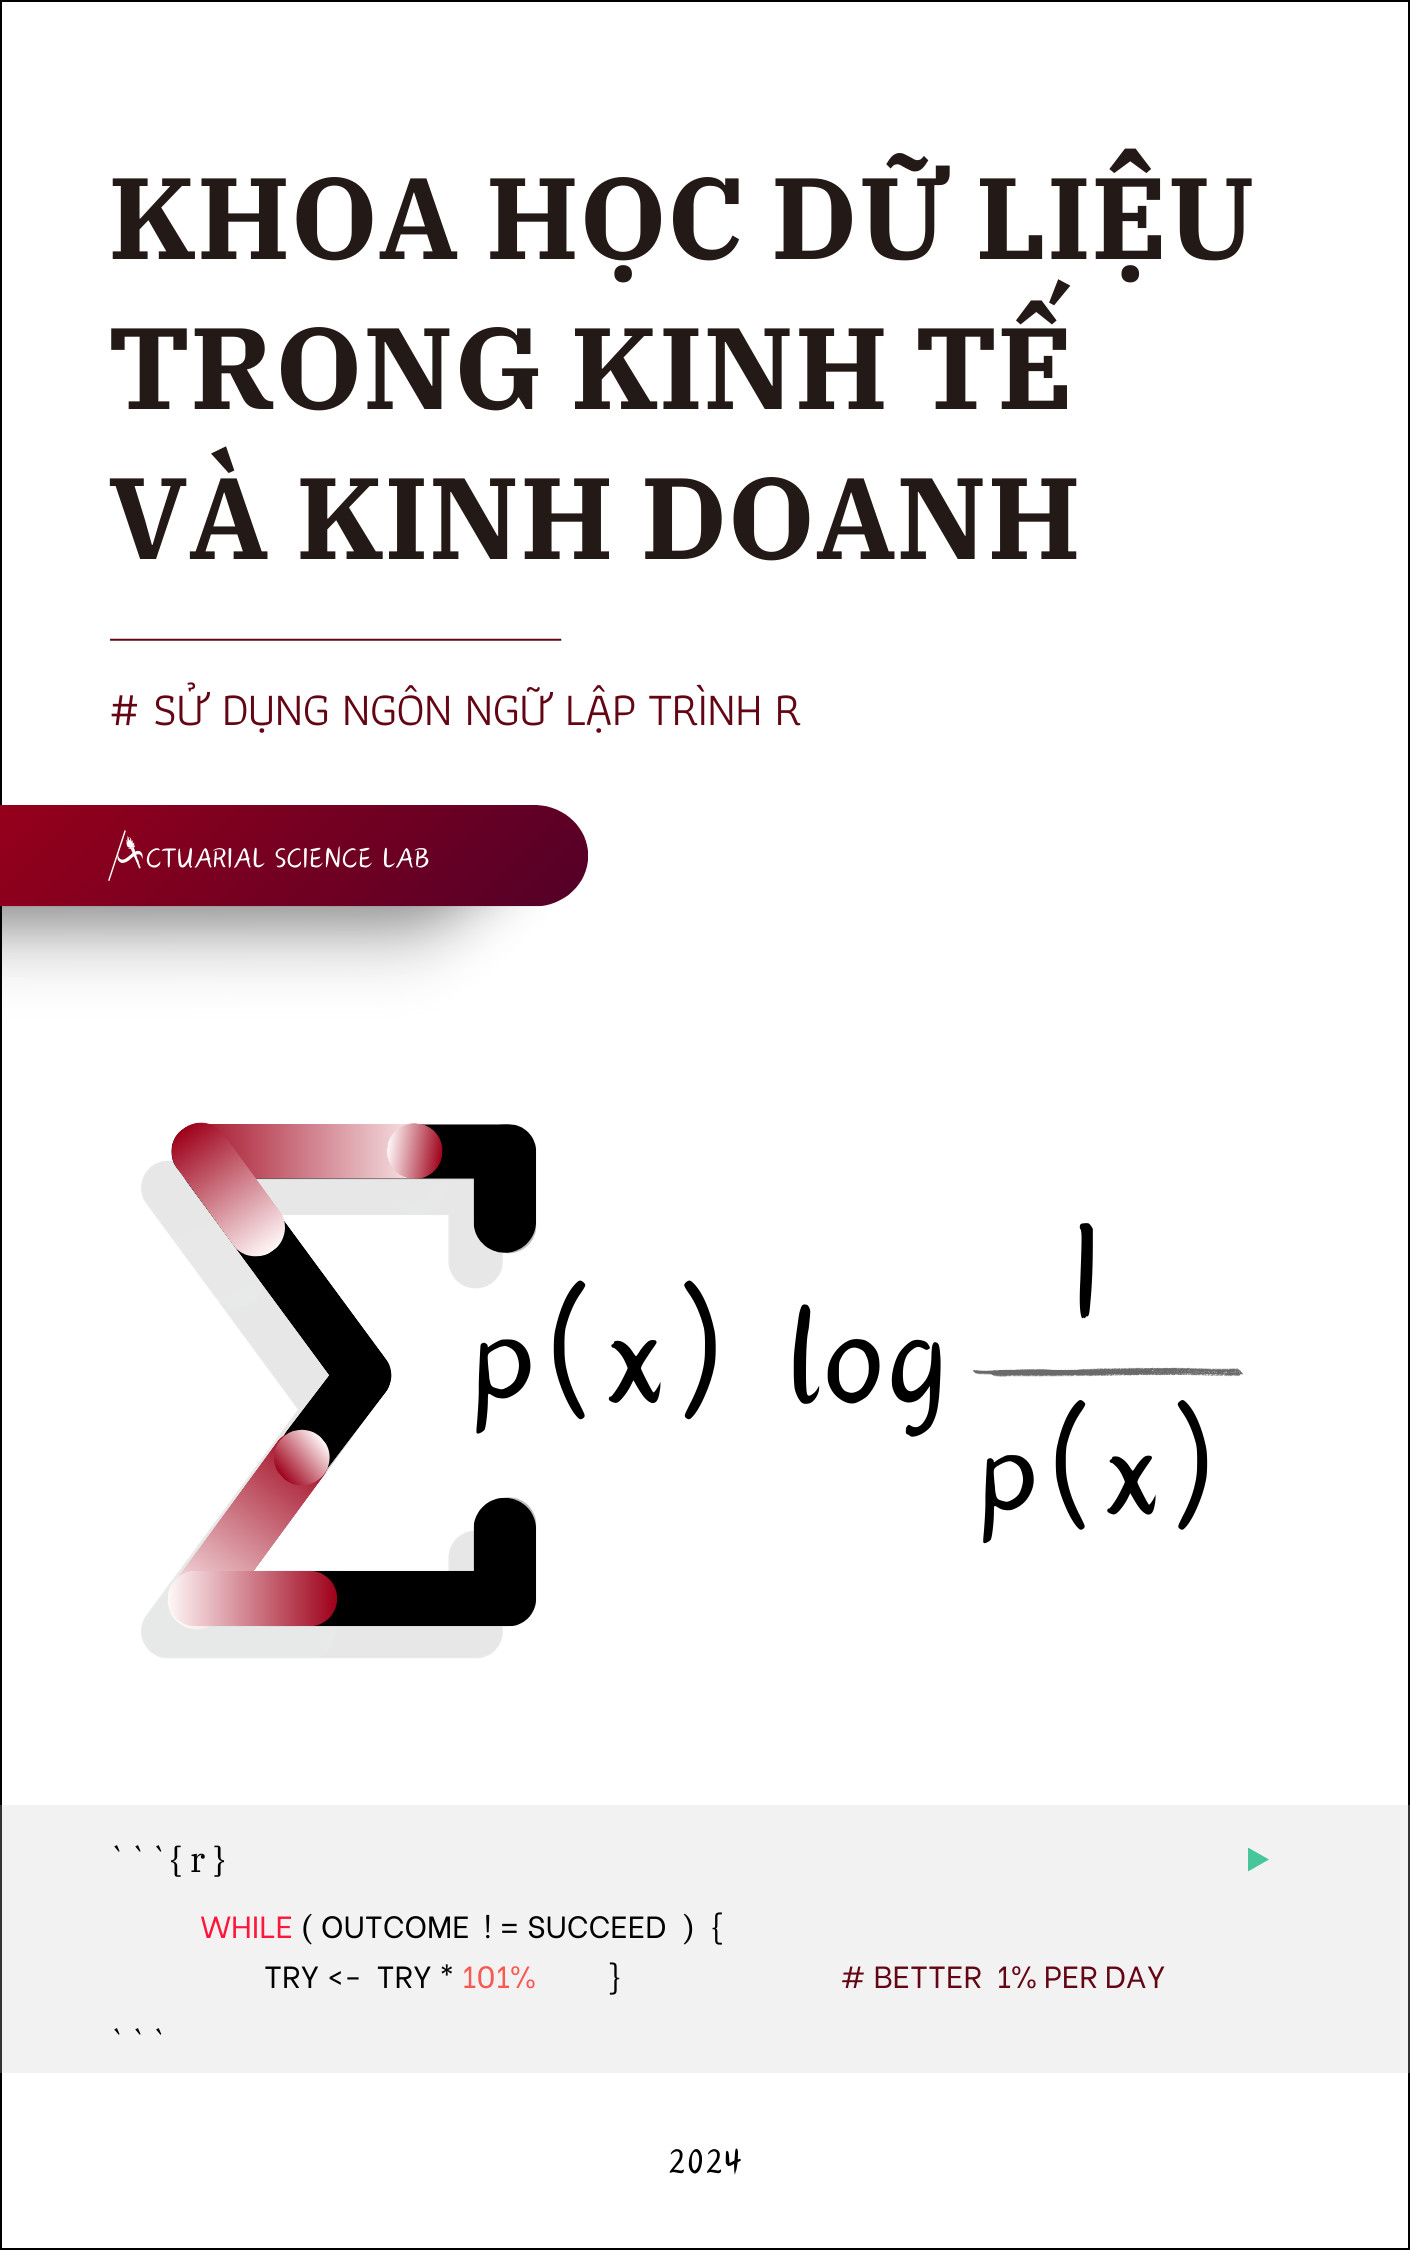 KHOA HỌC DỮ LIỆU
TRONG KINH TẾ
VÀ KINH DOANH
# SỬ DỤNG NGÔN NGỮ LẬP TRÌNH R
ACTUARIAL SCIENCE LAB
∑ p(x) log 1
p(x)
```{r}
WHILE ( OUTCOME != SUCCEED ) {
TRY <- TRY * 101% } # BETTER 1% PER DAY
```
2024